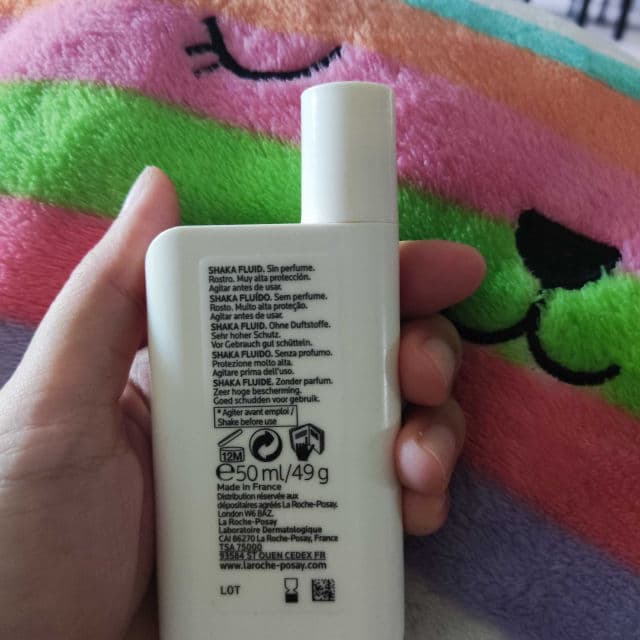 SHAKA FLUID. Sin perfume.
Rostro. Muy alta protección.
Agitar antes de usar.
SHAKA FLUÍDO. Sem perfume.
Rosto. Muito alta proteção.
Agitar antes de usar.
SHAKA FLUID. Ohne Duftstoffe.
Sehr hoher Schutz.
Vor Gebrauch gut schütteln.
SHAKA FLUIDO. Senza profumo.
Protezione molto alta.
Agitare prima dell'uso.
SHAKA FLUIDE. Zonder parfum.
Zeer hoge bescherming.
Goed schudden voor gebruik.
* Agiter avant emploi /
Shake before use
12M
e50 ml/49 g
Made in France
Distribution réservée aux
dépositaires agréés La Roche-Posay.
London W6 8AZ
La Roche-Posay
Laboratoire Dermatologique
CAI 86270 La Roche-Posay, France
TSA 75000
93584 ST OUEN CEDEX FR
www.laroche-posay.com
LOT